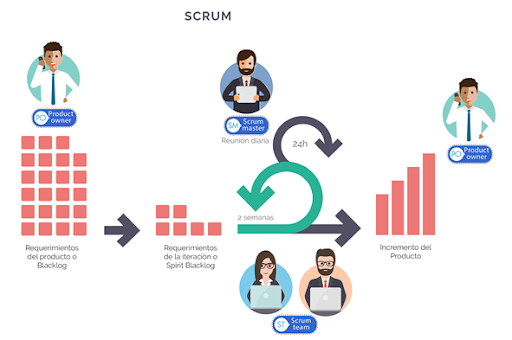 SCRUM
PO Product
owner
SM Scrum
master
Reunión diaria
24h
PO Product
owner
2 semanas
Requerimientos
del producto o
Blacklog
Requerimientos
de la iteración o
Spirit Blacklog
Incremento del
Producto
ST Scrum
team